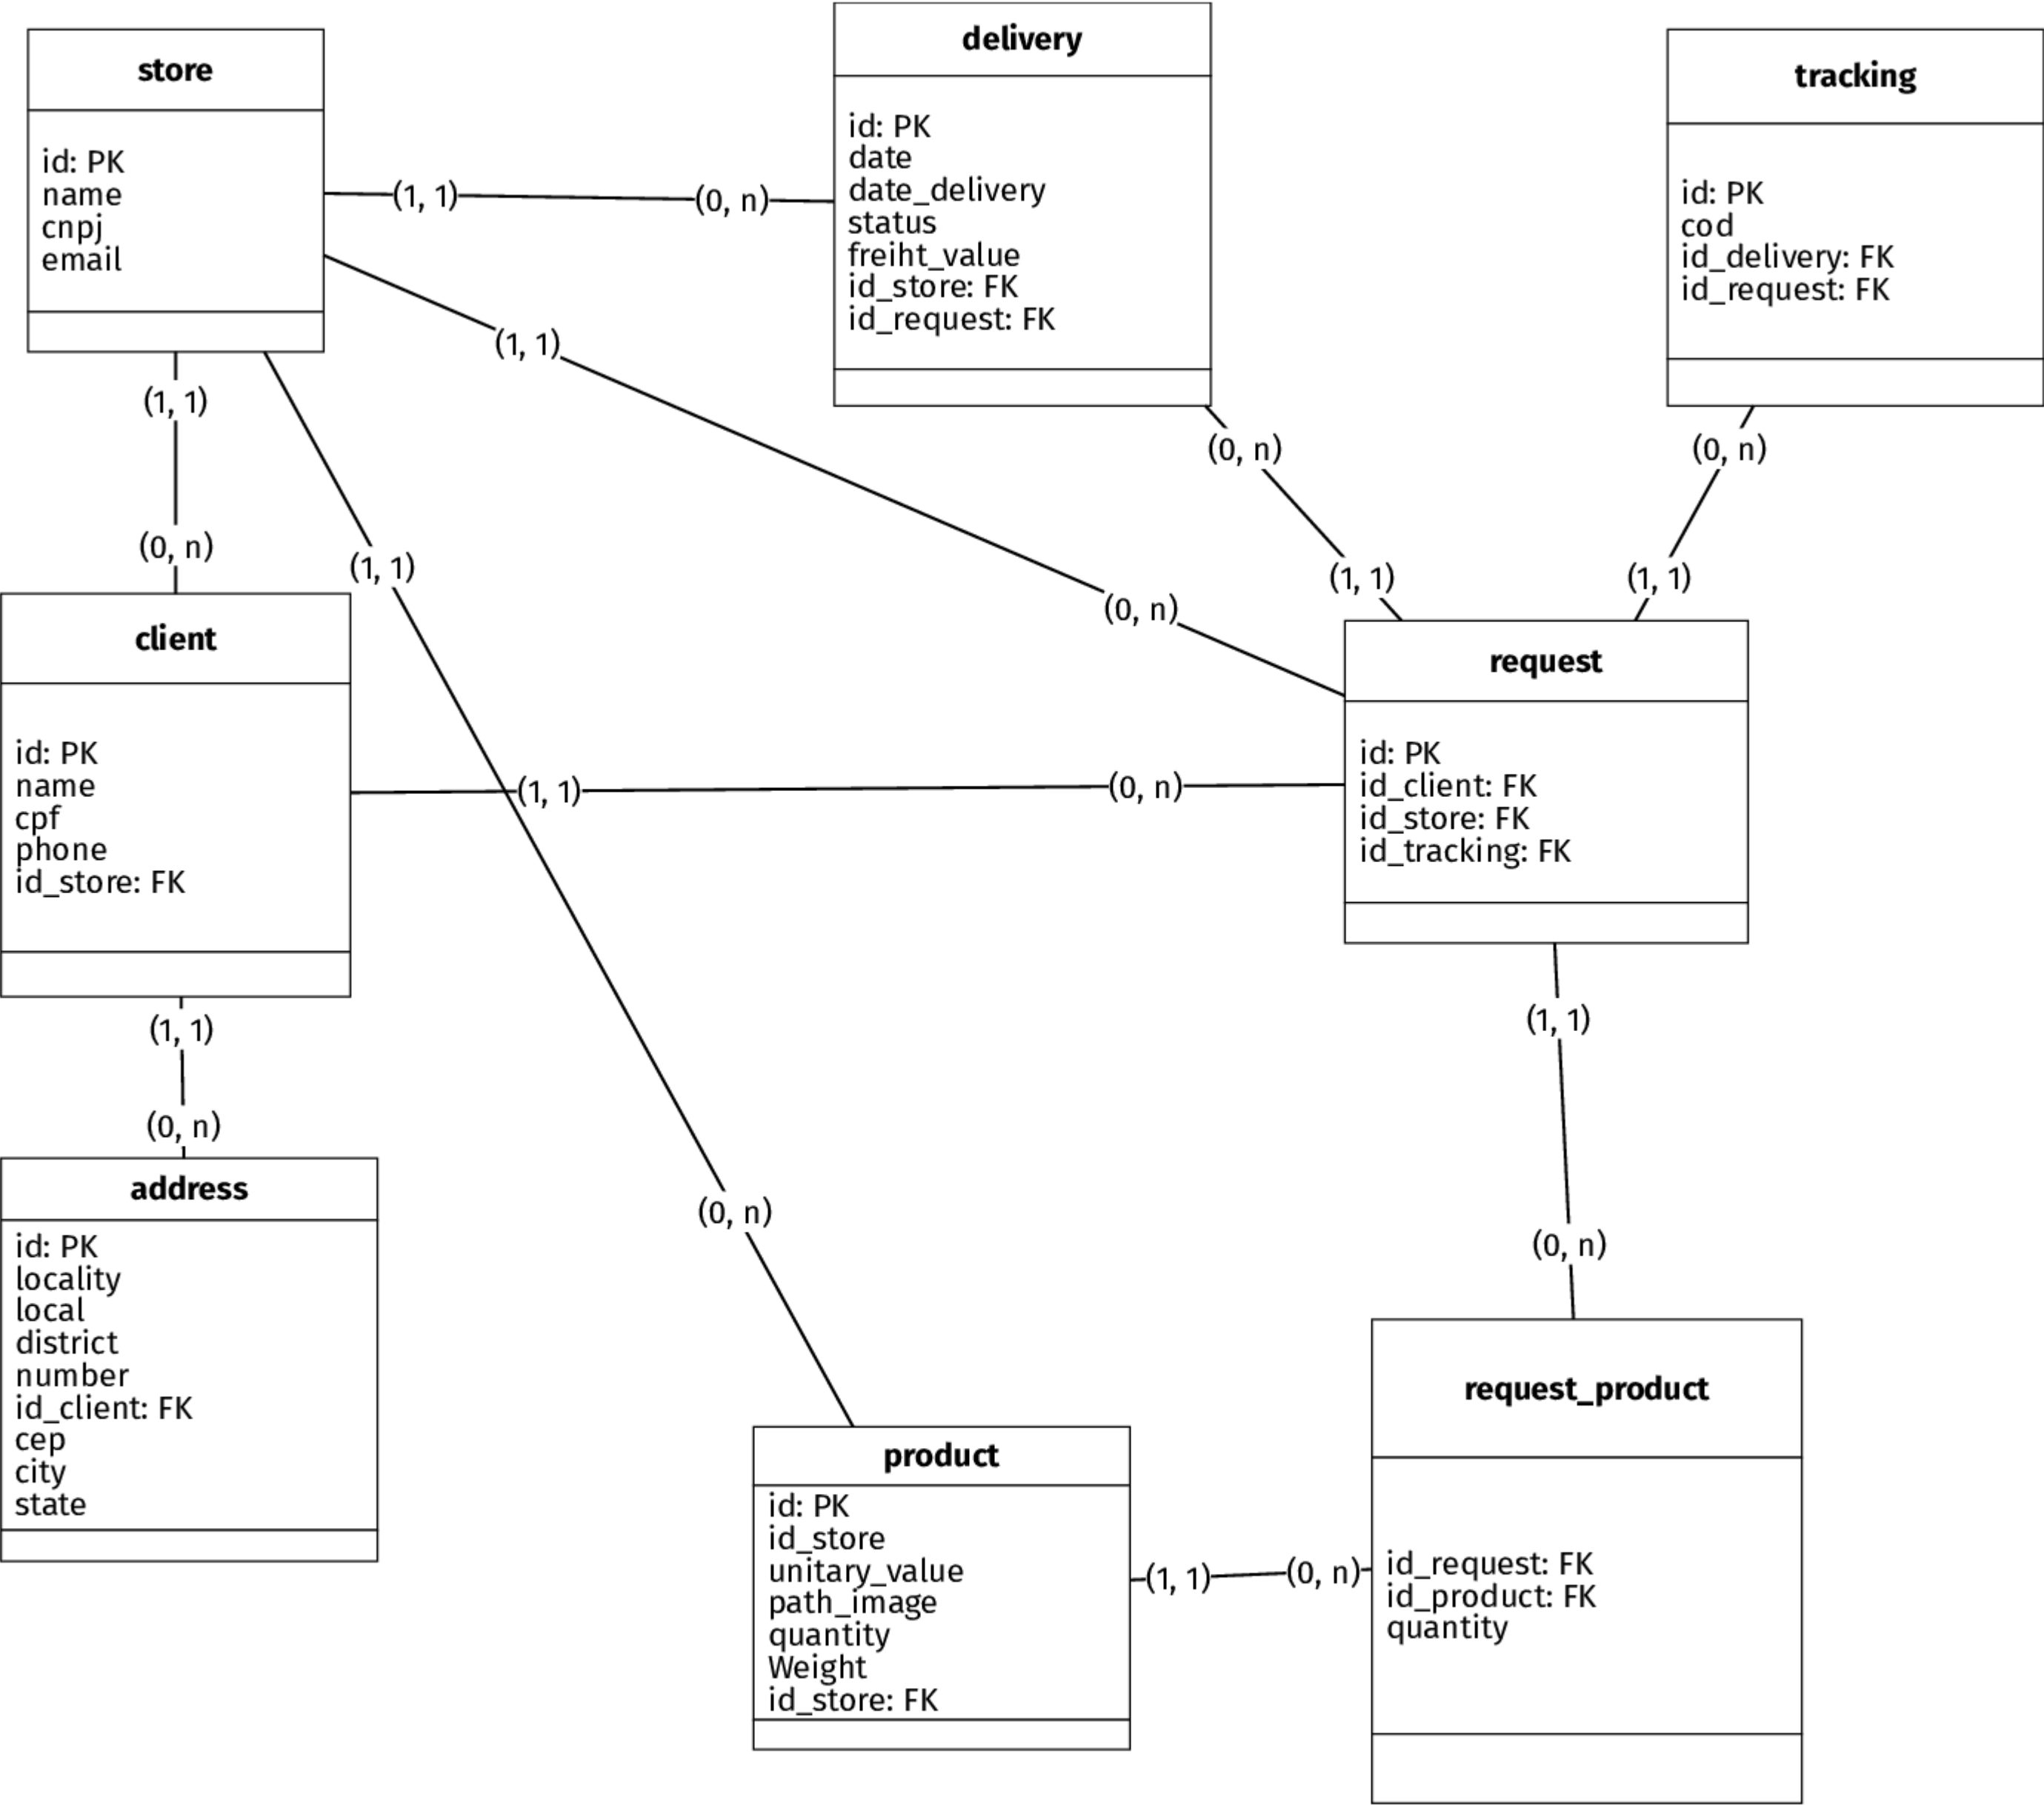 store
id: PK
name
cnpj
email
delivery
id: PK
date
date_delivery
status
freiht_value
id_store: FK
id_request: FK
tracking
id: PK
cod
id_delivery: FK
id_request: FK
(1, 1)
(0, n)
(1, 1)
(0, n)
(1, 1)
(0, n)
(1, 1)
(0, n)
(0, n)
(1, 1)
(0, n)
(1, 1)
client
id: PK
name
cpf
phone
id_store: FK
(1, 1)
(0, n)
request
id: PK
id_client: FK
id_store: FK
id_tracking: FK
(1, 1)
(0, n)
(1, 1)
(0, n)
address
id: PK
locality
local
district
number
id_client: FK
cep
city
state
product
id: PK
id_store
unitary_value
path_image
quantity
Weight
id_store: FK
(1, 1)
(0, n)
request_product
id_request: FK
id_product: FK
quantity